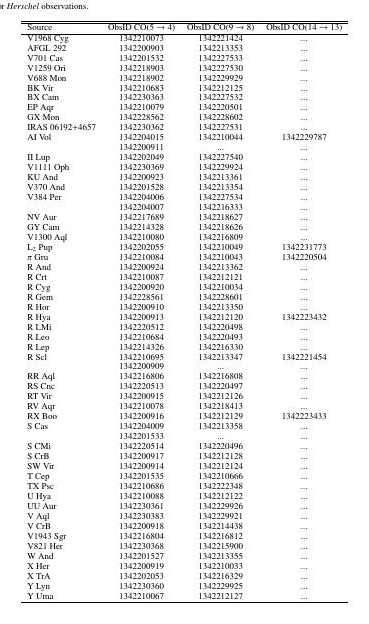 r Herschel observations.
Source ObsID CO(5 → 4) ObsID CO(9 → 8) ObsID CO(14 → 13)
V1968 Cyg 1342210073 1342221424 ...
AFGL 292 1342200903 1342213353 ...
V701 Cas 1342201532 1342227533 ...
V1259 Ori 1342218903 1342227530 ...
V688 Mon 1342218902 1342229929 ...
BK Vir 1342210683 1342212125 ...
BX Cam 1342230363 1342227532 ...
EP Aqr 1342210079 1342220501 ...
GX Mon 1342228562 1342228602 ...
IRAS 06192+4657 1342230362 1342227531 ...
AI Vol 1342204015 1342210044 1342229787
1342200911 ... ...
II Lup 1342202049 1342227540 ...
V1111 Oph 1342230369 1342229924 ...
KU And 1342200923 1342213361 ...
V370 And 1342201528 1342213354 ...
V384 Per 1342204006 1342227534 ...
1342204007 1342216333 ...
NV Aur 1342217689 1342218627 ...
GY Cam 1342214328 1342218626 ...
V1300 Aql 1342210080 1342216809 ...
L₂ Pup 1342202055 1342210049 1342231773
π Gru 1342210084 1342210043 1342220504
R And 1342200924 1342213362 ...
R Crt 1342210087 1342212121 ...
R Cyg 1342200920 1342210034 ...
R Gem 1342228561 1342228601 ...
R Hor 1342200910 1342213350 ...
R Hya 1342200913 1342212120 1342223432
R LMi 1342220512 1342220498 ...
R Leo 1342210684 1342220493 ...
R Lep 1342214326 1342216330 ...
R Scl 1342210695 1342213347 1342221454
1342200909 ... ...
RR Aql 1342216806 1342216808 ...
RS Cnc 1342220513 1342220497 ...
RT Vir 1342200915 1342212126 ...
RV Aqr 1342210078 1342218413 ...
RX Boo 1342200916 1342212129 1342223433
S Cas 1342204009 1342213358 ...
1342201533 ... ...
S CMi 1342220514 1342220496 ...
S CrB 1342200917 1342212128 ...
SW Vir 1342200914 1342212124 ...
T Cep 1342201535 1342210666 ...
TX Psc 1342210686 1342222348 ...
U Hya 1342210088 1342212122 ...
UU Aur 1342230361 1342229926 ...
V Aql 1342230383 1342229921 ...
V CrB 1342200918 1342214438 ...
V1943 Sgr 1342216804 1342216812 ...
V821 Her 1342230368 1342215900 ...
W And 1342201527 1342213355 ...
X Her 1342200919 1342210033 ...
X TrA 1342202053 1342216329 ...
Y Lyn 1342230360 1342229925 ...
Y Uma 1342210067 1342212127 ...